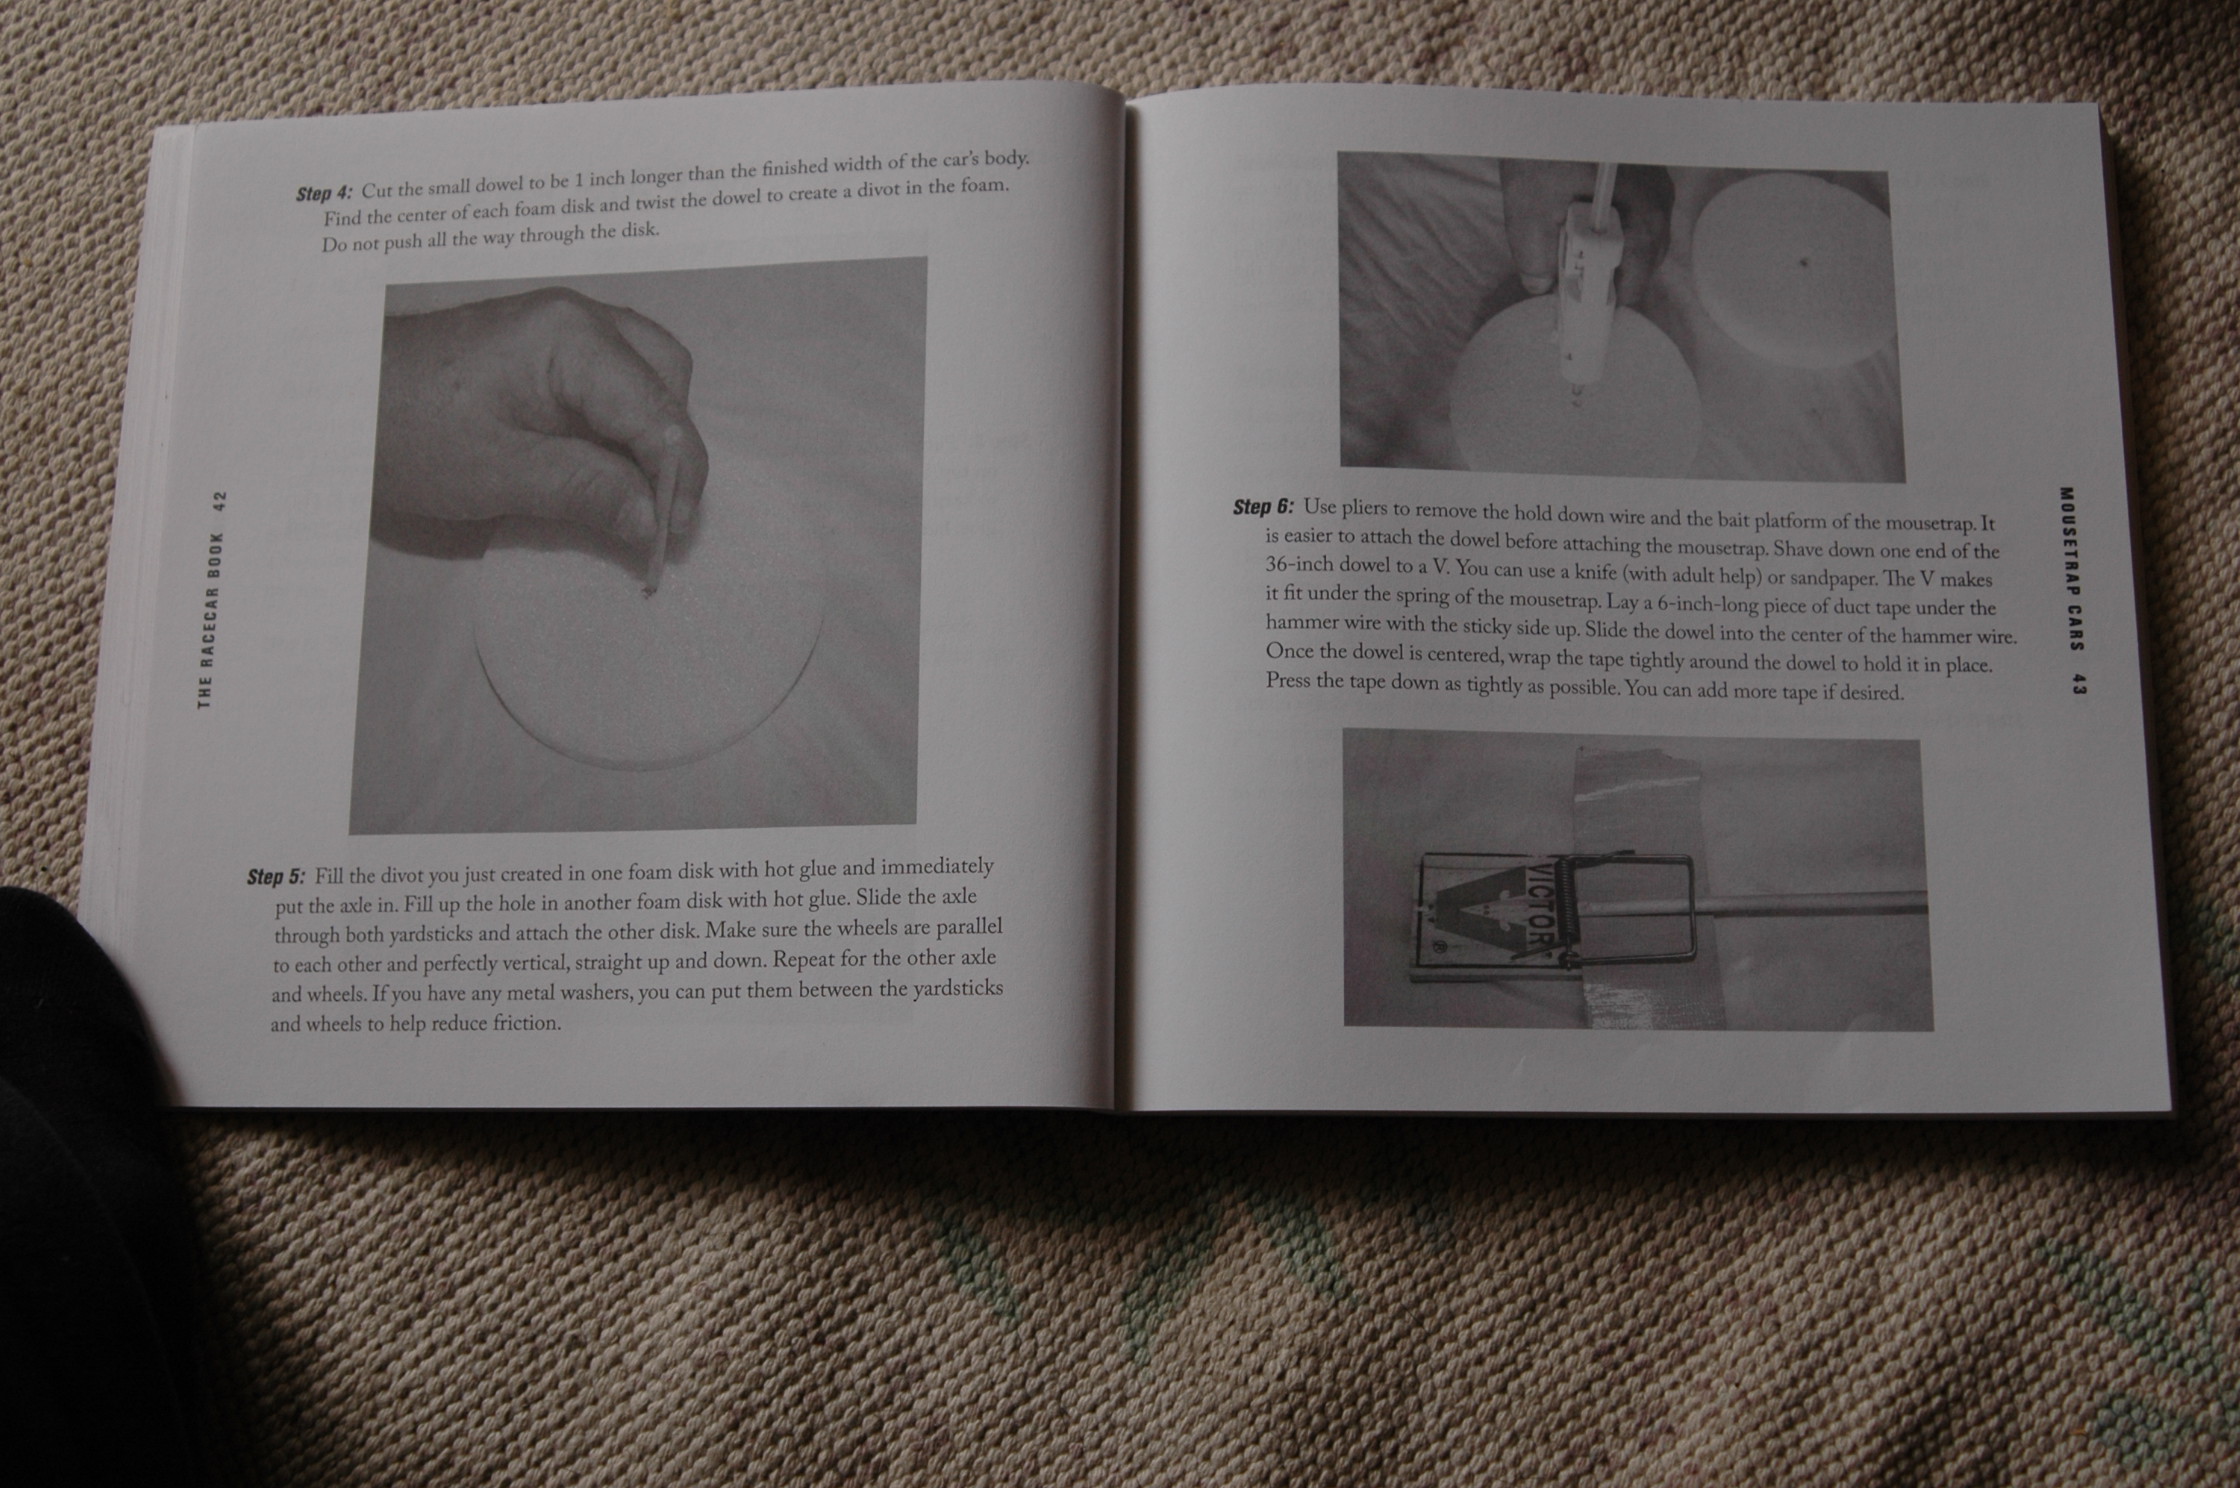 Step 4: Cut the small dowel to be 1 inch longer than the finished width of the car's body.
Find the center of each foam disk and twist the dowel to create a divot in the foam.
Do not push all the way through the disk.
THE RACECAR BOOK 42
Step 5: Fill the divot you just created in one foam disk with hot glue and immediately
put the axle in. Fill up the hole in another foam disk with hot glue. Slide the axle
through both yardsticks and attach the other disk. Make sure the wheels are parallel
to each other and perfectly vertical, straight up and down. Repeat for the other axle
and wheels. If you have any metal washers, you can put them between the yardsticks
and wheels to help reduce friction.
Step 6: Use pliers to remove the hold down wire and the bait platform of the mousetrap. It
is easier to attach the dowel before attaching the mousetrap. Shave down one end of the
36-inch dowel to a V. You can use a knife (with adult help) or sandpaper. The V makes
it fit under the spring of the mousetrap. Lay a 6-inch-long piece of duct tape under the
hammer wire with the sticky side up. Slide the dowel into the center of the hammer wire.
Once the dowel is centered, wrap the tape tightly around the dowel to hold it in place.
Press the tape down as tightly as possible. You can add more tape if desired.
MOUSETRAP CARS 43
VICTOR
®